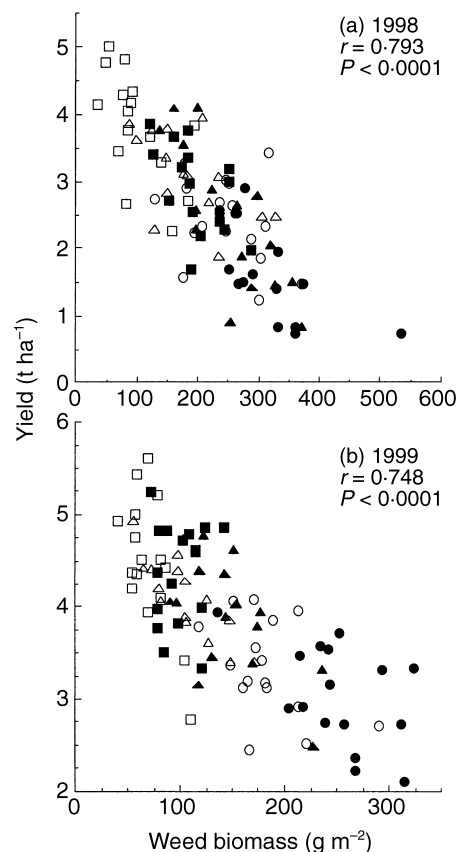 (a) 1998
r = 0·793
P < 0·0001
5
4
3
2
1
0
0 100 200 300 400 500 600
Yield (t ha⁻¹)
6
(b) 1999
r = 0·748
P < 0·0001
5
4
3
2
0 100 200 300
Weed biomass (g m⁻²)